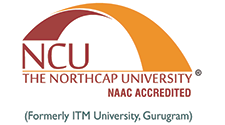 NCU
THE NORTHCAP UNIVERSITY ®
NAAC ACCREDITED
(Formerly ITM University, Gurugram)